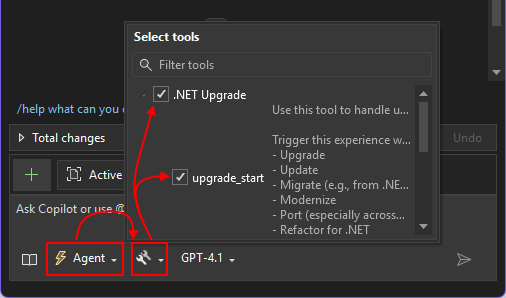 Select tools
Filter tools
.NET Upgrade
Use this tool to handle u...
/help what can you
Total changes
Undo
Trigger this experience w...
- Upgrade
- Update
upgrade_start
- Migrate (e.g., from .NE...
- Modernize
- Port (especially across...
- Refactor for .NET
Active
Ask Copilot or use @
Agent
GPT-4.1